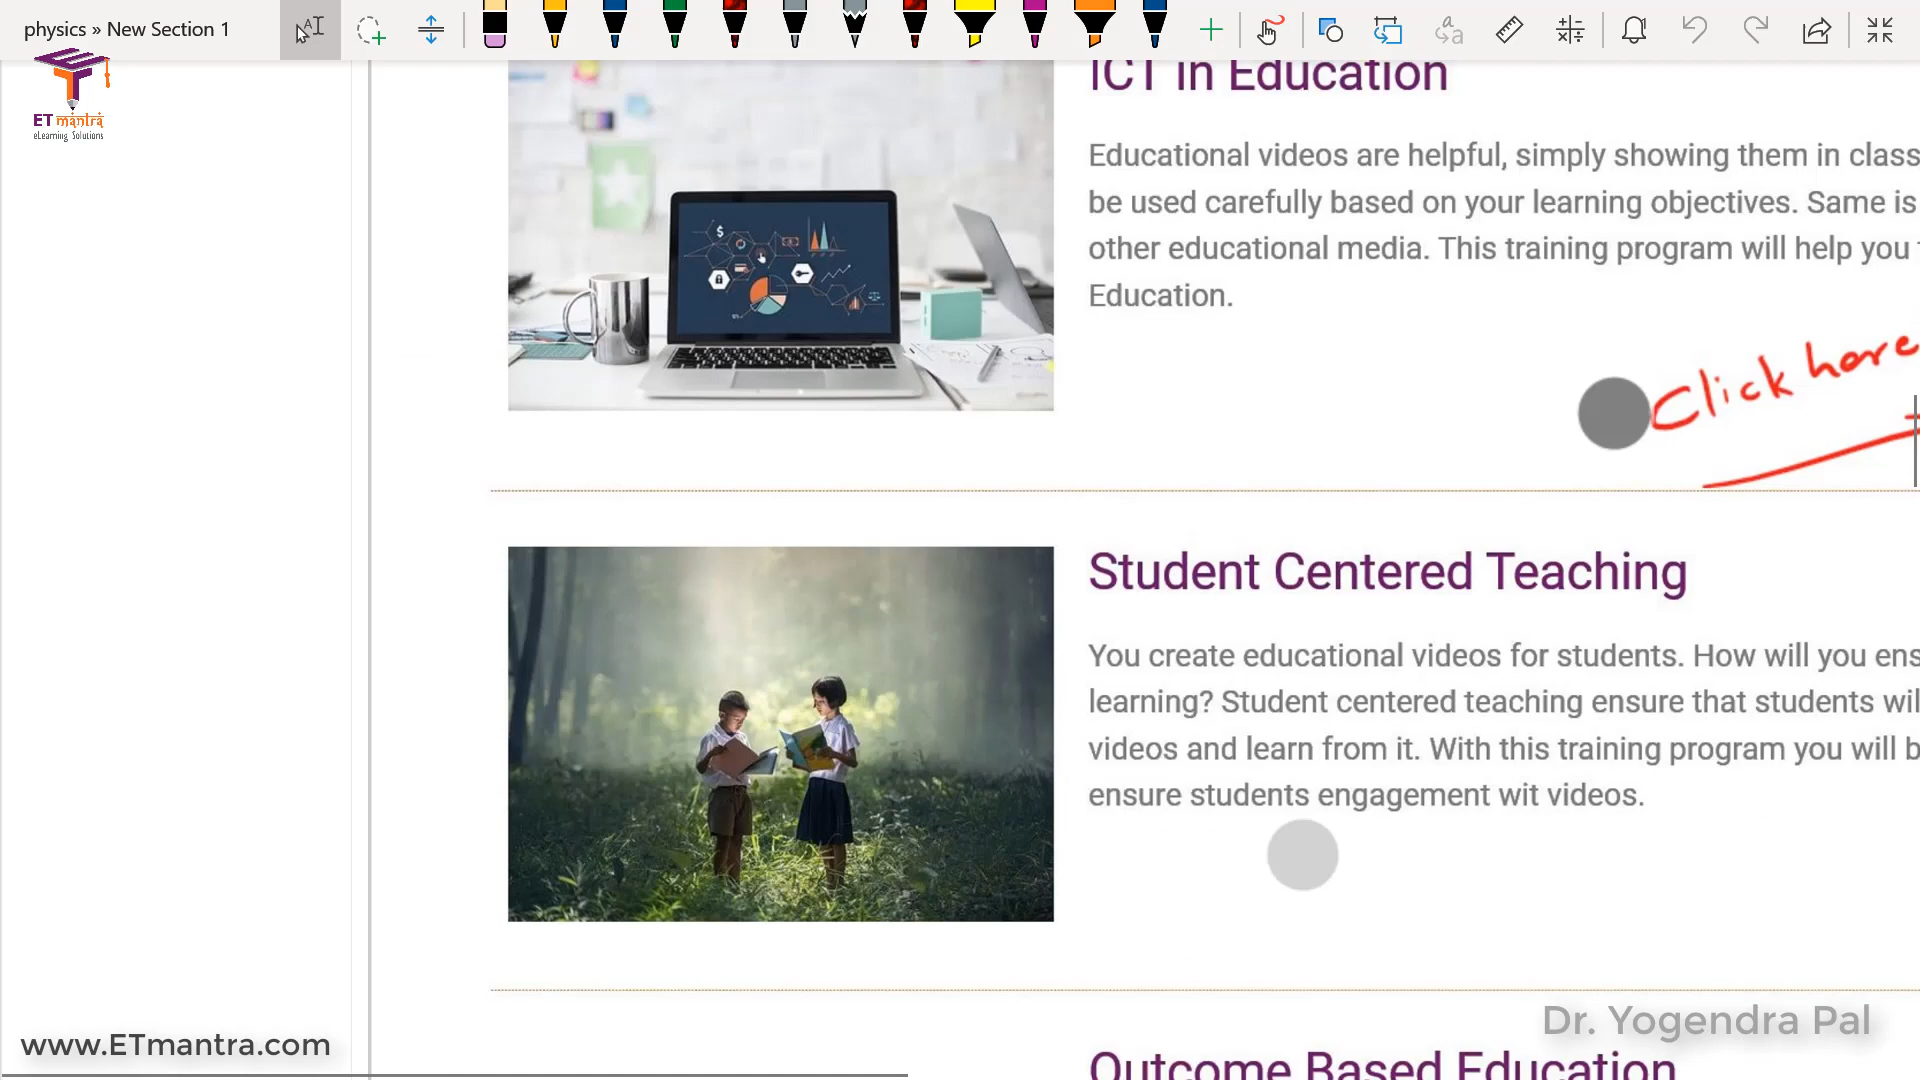 physics » New Section 1
ET मंत्रा
eLearning Solutions
ICT in Education
Educational videos are helpful, simply showing them in class
be used carefully based on your learning objectives. Same is
other educational media. This training program will help you
Education.
Click here
Student Centered Teaching
You create educational videos for students. How will you ens
learning? Student centered teaching ensure that students wil
videos and learn from it. With this training program you will b
ensure students engagement wit videos.
Dr. Yogendra Pal
www.ETmantra.com
Outcome Based Education